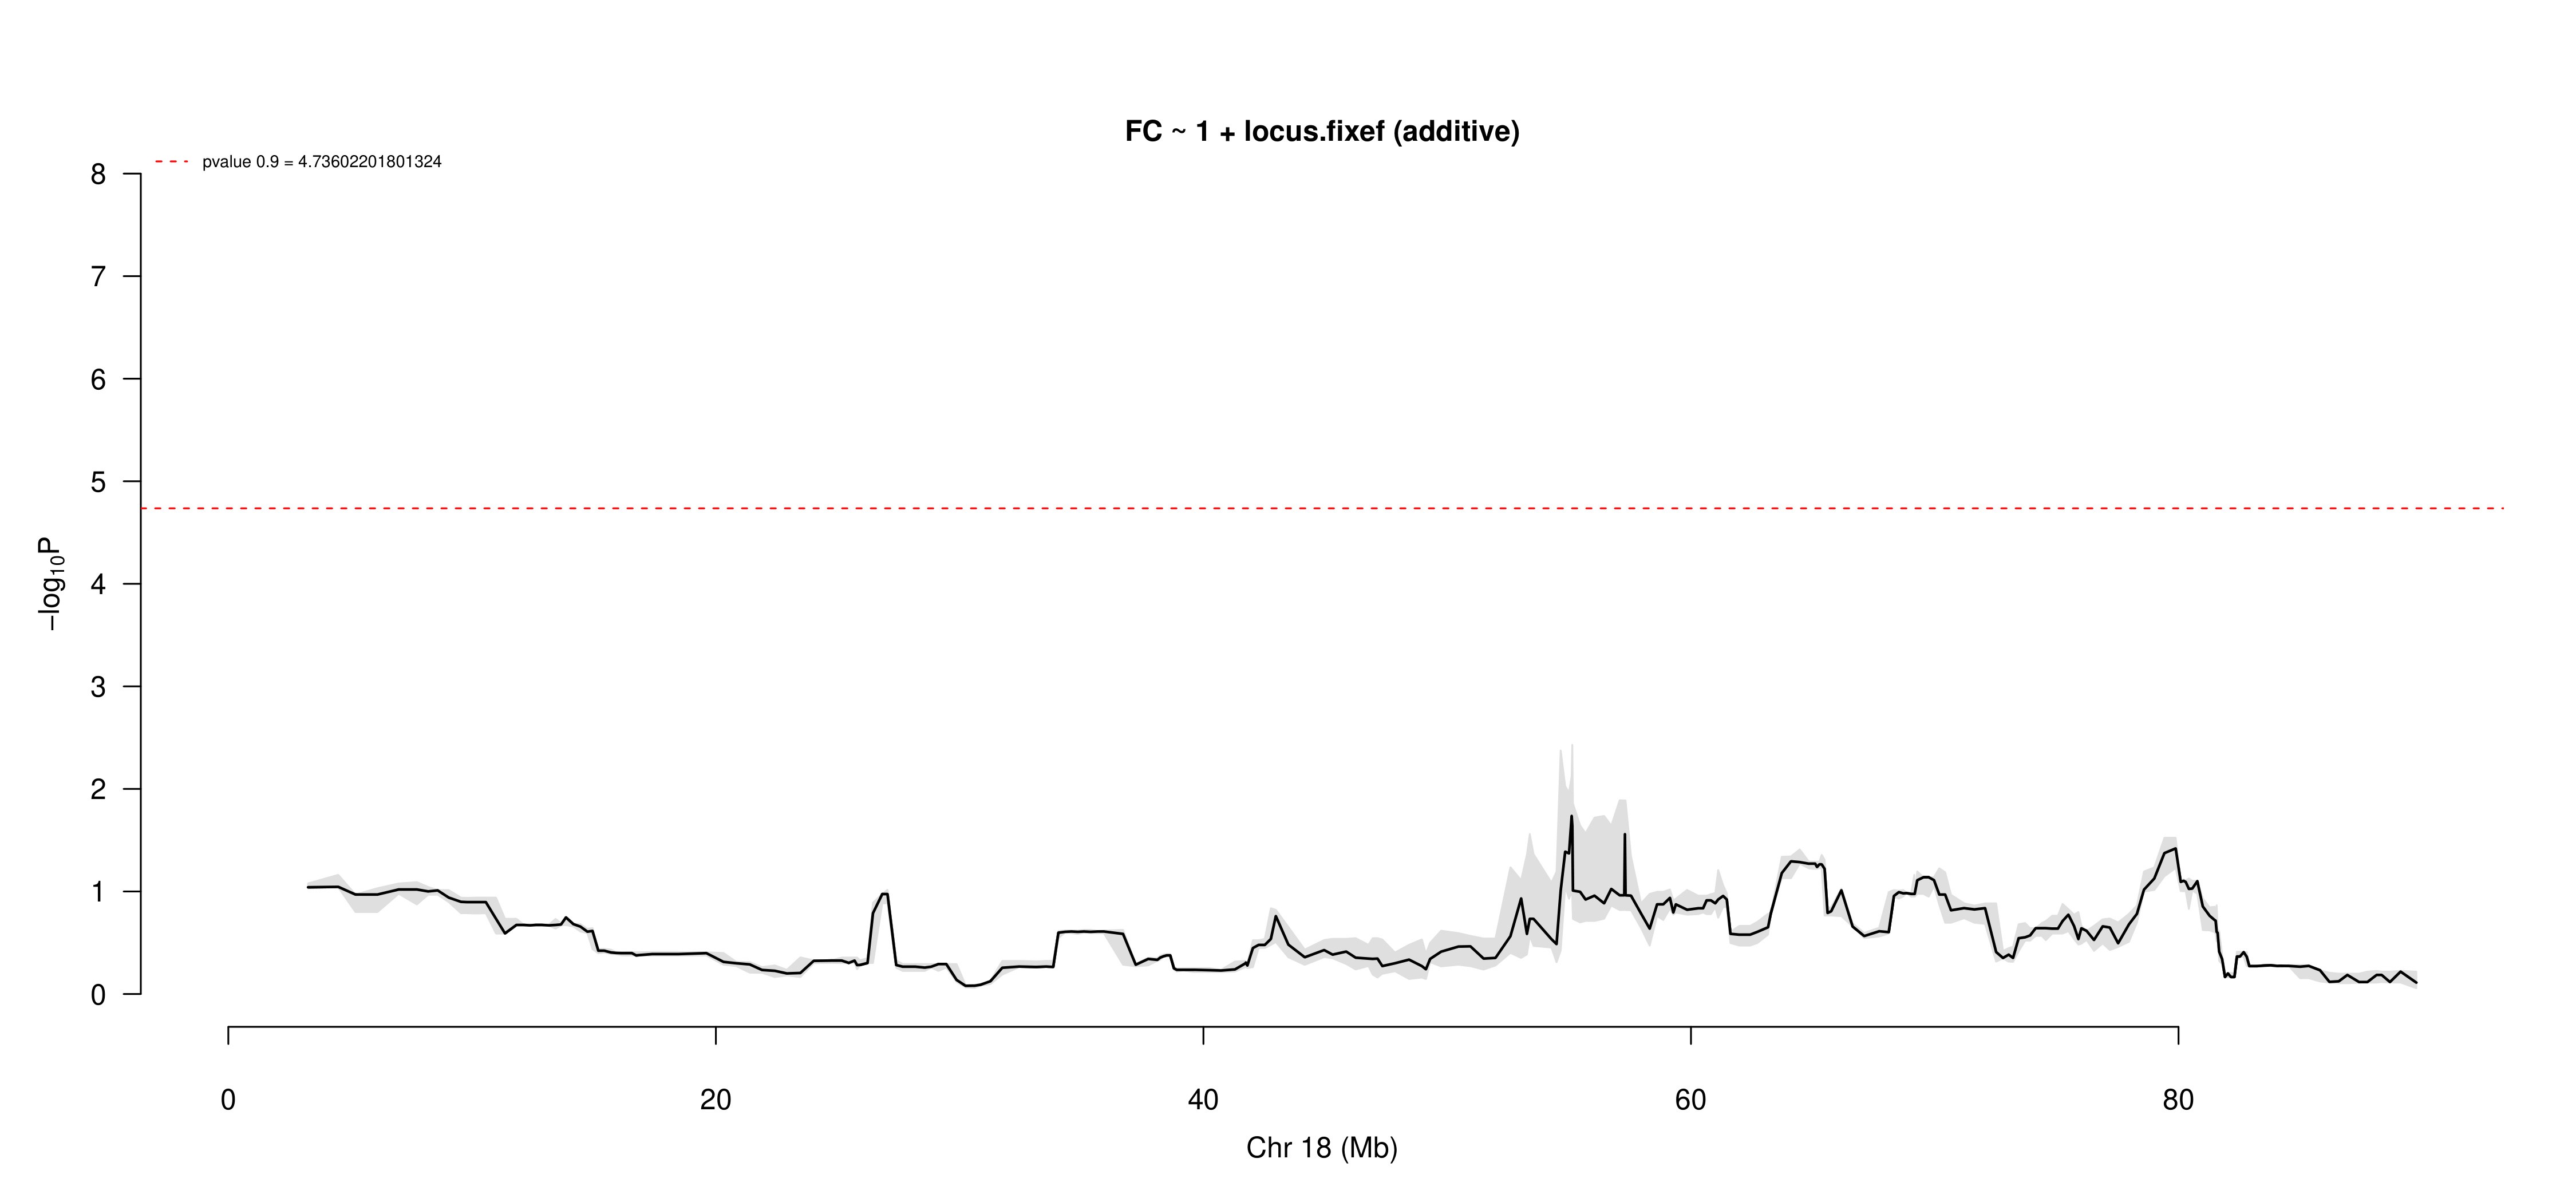 FC ~ 1 + locus.fixef (additive)
pvalue 0.9 = 4.73602201801324
8
7
6
5
4
3
2
1
0
−log10P
0 20 40 60 80
Chr 18 (Mb)